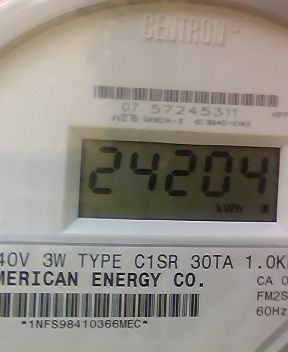 CENTRON®
07 57245311
24204
kWh
40V 3W TYPE C1SR 30TA 1.0K
MERICAN ENERGY CO.
CA 0
FM2S
60Hz
*1NFS98410366MEC*